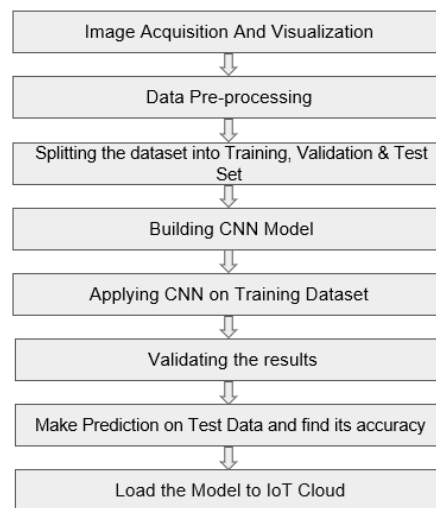 Image Acquisition And Visualization
Data Pre-processing
Splitting the dataset into Training, Validation & Test
Set
Building CNN Model
Applying CNN on Training Dataset
Validating the results
Make Prediction on Test Data and find its accuracy
Load the Model to IoT Cloud